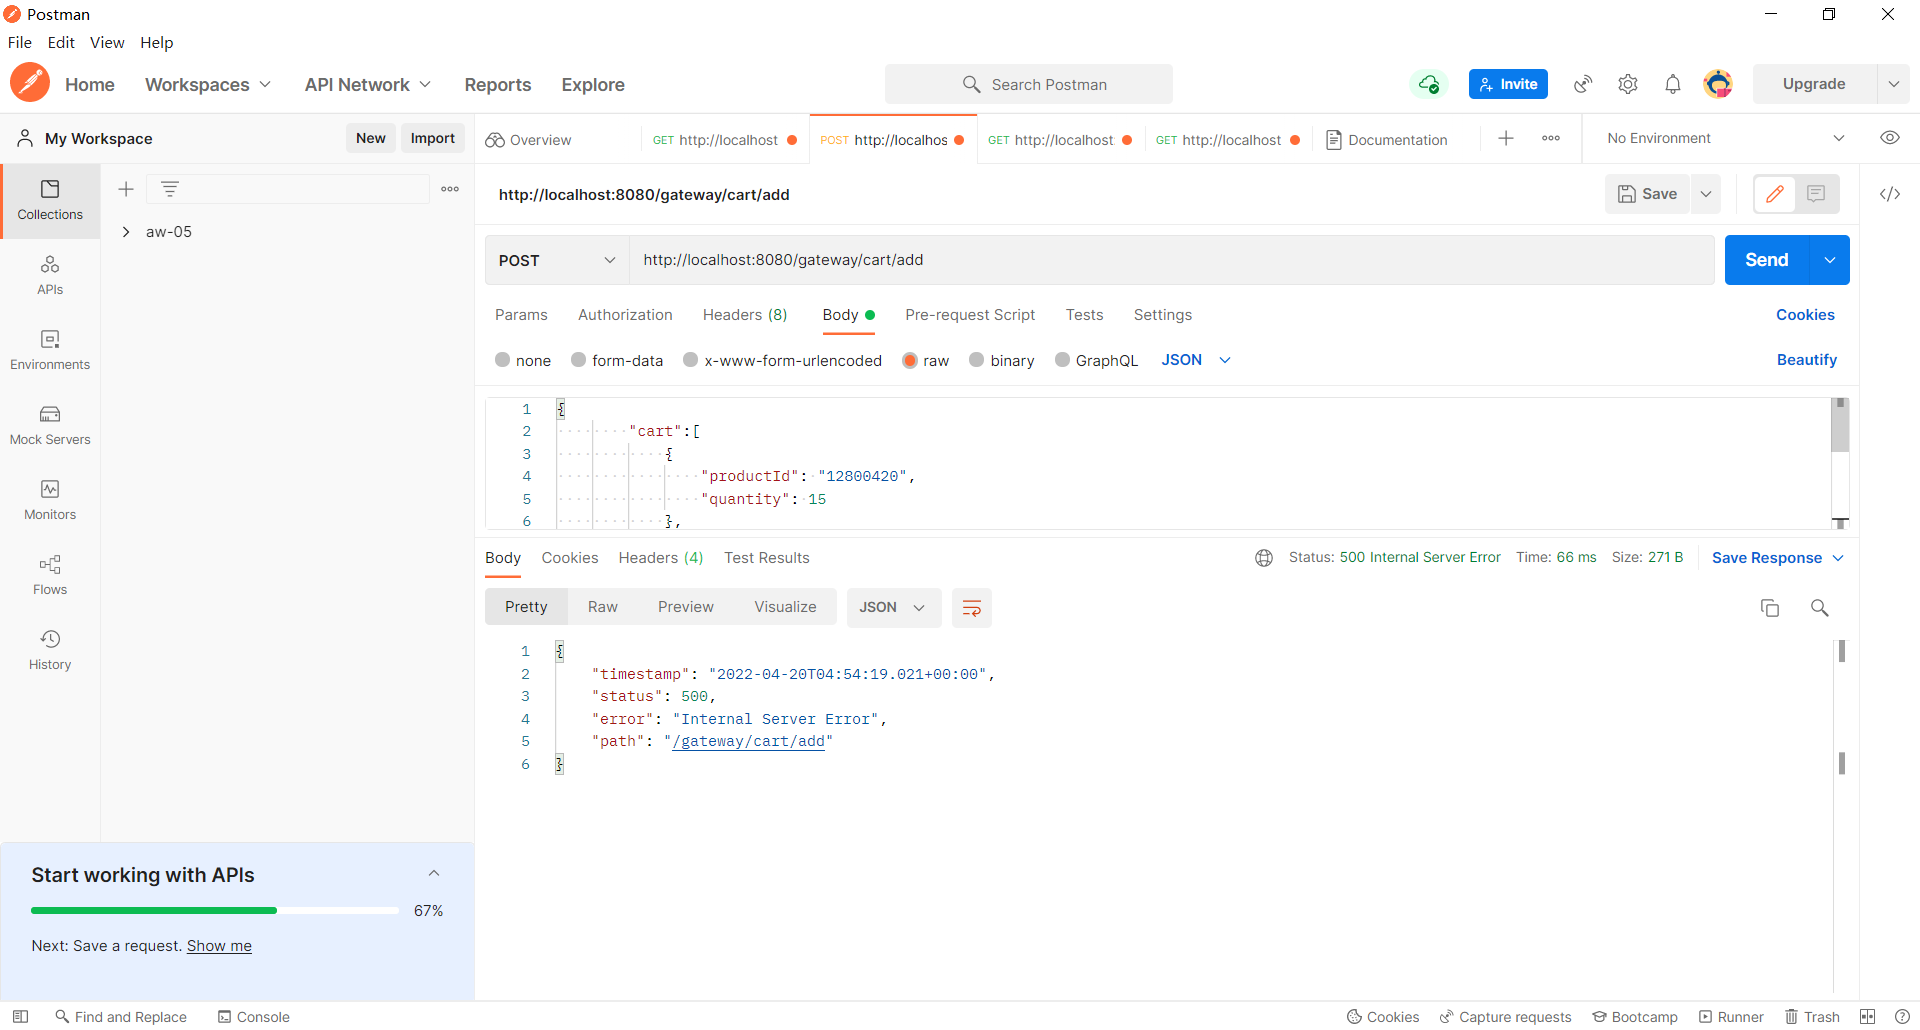 Postman
File Edit View Help
Home Workspaces API Network Reports Explore Search Postman Invite Upgrade
My Workspace New Import Overview GET http://localhost POST http://localhos GET http://localhost GET http://localhost Documentation No Environment
Collections
APIs
Environments
Mock Servers
Monitors
Flows
History
aw-05
http://localhost:8080/gateway/cart/add Save </>
POST http://localhost:8080/gateway/cart/add Send
Params Authorization Headers (8) Body Pre-request Script Tests Settings Cookies
none form-data x-www-form-urlencoded raw binary GraphQL JSON Beautify
1 {
2 "cart":[
3 {
4 "productId": "12800420",
5 "quantity": 15
6 },
Body Cookies Headers (4) Test Results Status: 500 Internal Server Error Time: 66 ms Size: 271 B Save Response
Pretty Raw Preview Visualize JSON
1 {
2 "timestamp": "2022-04-20T04:54:19.021+00:00",
3 "status": 500,
4 "error": "Internal Server Error",
5 "path": "/gateway/cart/add"
6 }
Start working with APIs
67%
Next: Save a request. Show me
Find and Replace Console Cookies Capture requests Bootcamp Runner Trash